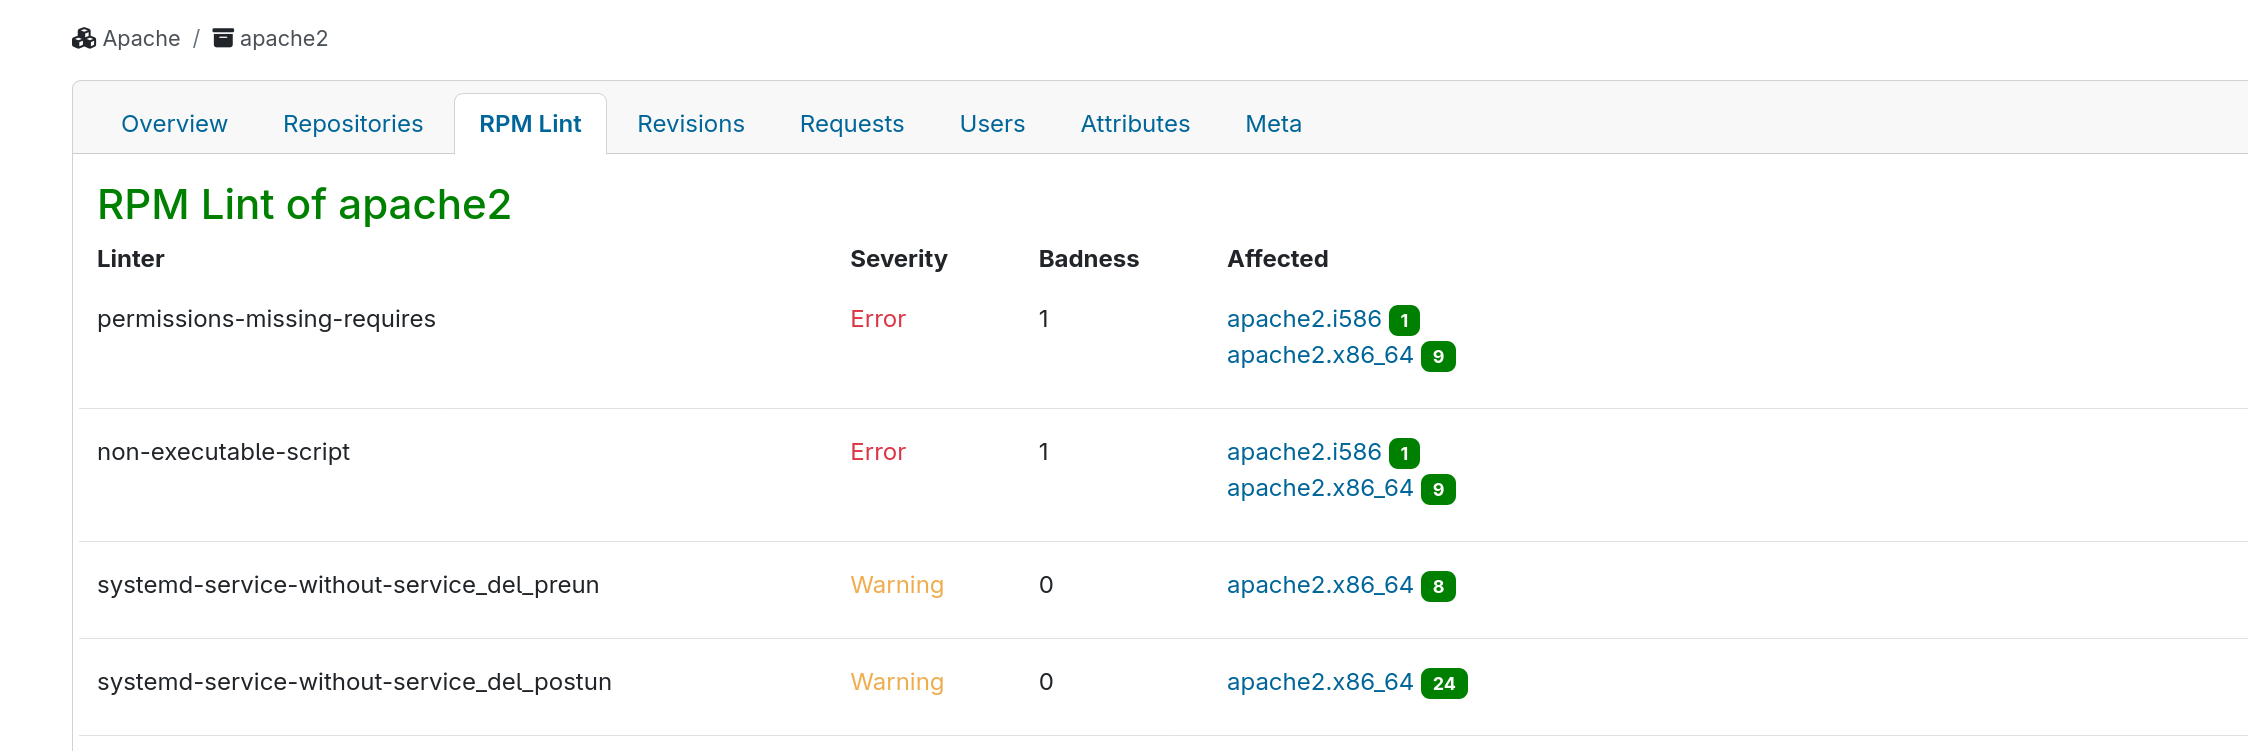 Apache / apache2
Overview Repositories RPM Lint Revisions Requests Users Attributes Meta
RPM Lint of apache2
Linter Severity Badness Affected
permissions-missing-requires Error 1 apache2.i586 1
apache2.x86_64 9
non-executable-script Error 1 apache2.i586 1
apache2.x86_64 9
systemd-service-without-service_del_preun Warning 0 apache2.x86_64 8
systemd-service-without-service_del_postun Warning 0 apache2.x86_64 24